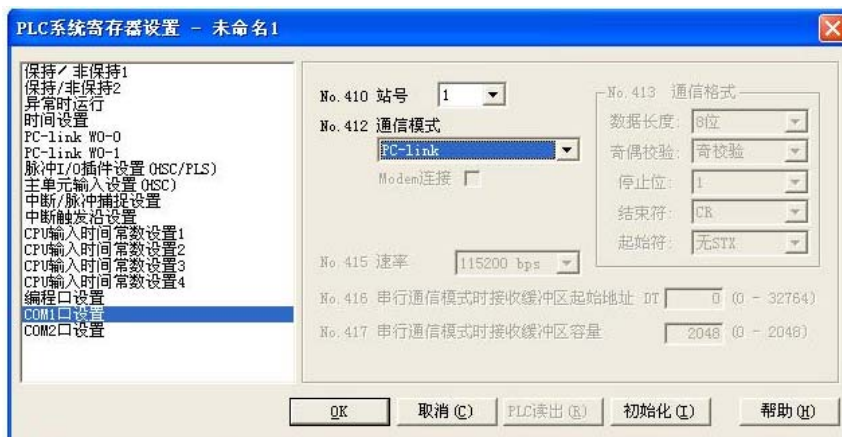 PLC系统寄存器设置 - 未命名1
保持/ 非保持1
保持/非保持2
异常时运行
时间设置
PC-link W0-0
PC-link W0-1
脉冲I/O插件设置(HSC/PLS)
主单元输入设置(HSC)
中断/脉冲捕捉设置
中断触发沿设置
CPU输入时间常数设置1
CPU输入时间常数设置2
CPU输入时间常数设置3
CPU输入时间常数设置4
编程口设置
COM1口设置
COM2口设置
No.410 站号 1
No.412 通信模式
PC-link
Modem连接
No.413 通信格式
数据长度: 8位
奇偶校验: 奇校验
停止位: 1
结束符: CR
起始符: 无STX
No.415 速率 115200 bps
No.416 串行通信模式时接收缓冲区起始地址 DT 0 (0 - 32764)
No.417 串行通信模式时接收缓冲区容量 2048 (0 - 2048)
OK 取消(C) PLC读出(R) 初始化(I) 帮助(H)